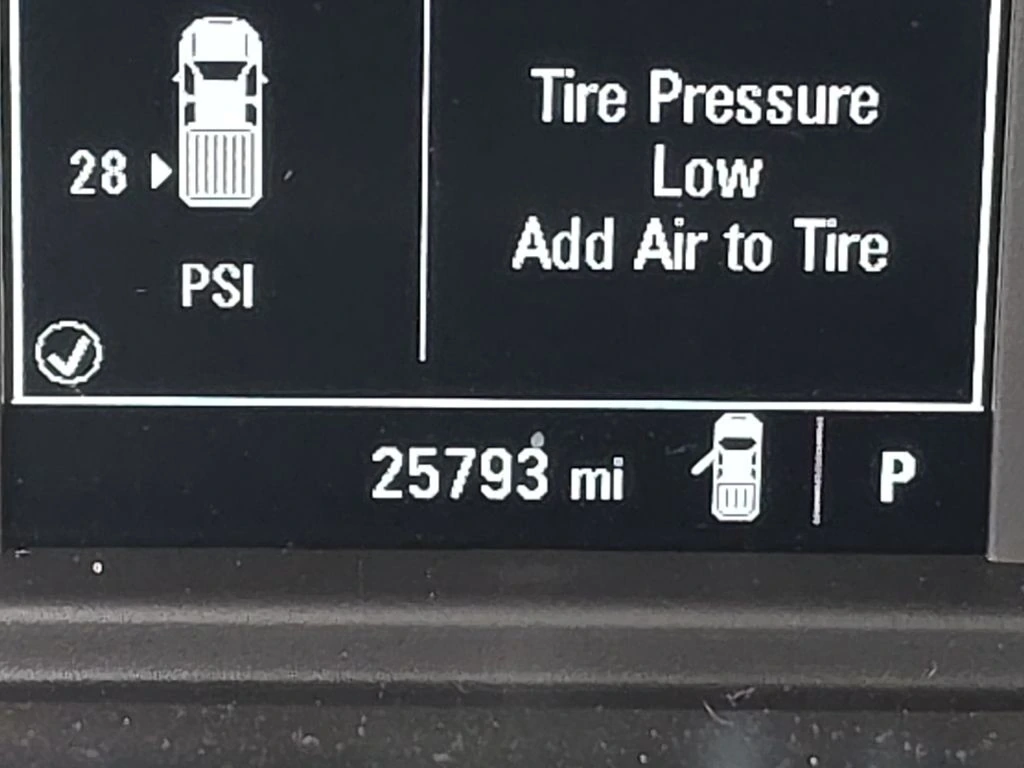 Tire Pressure
Low
Add Air to Tire
28
PSI
25793 mi
P